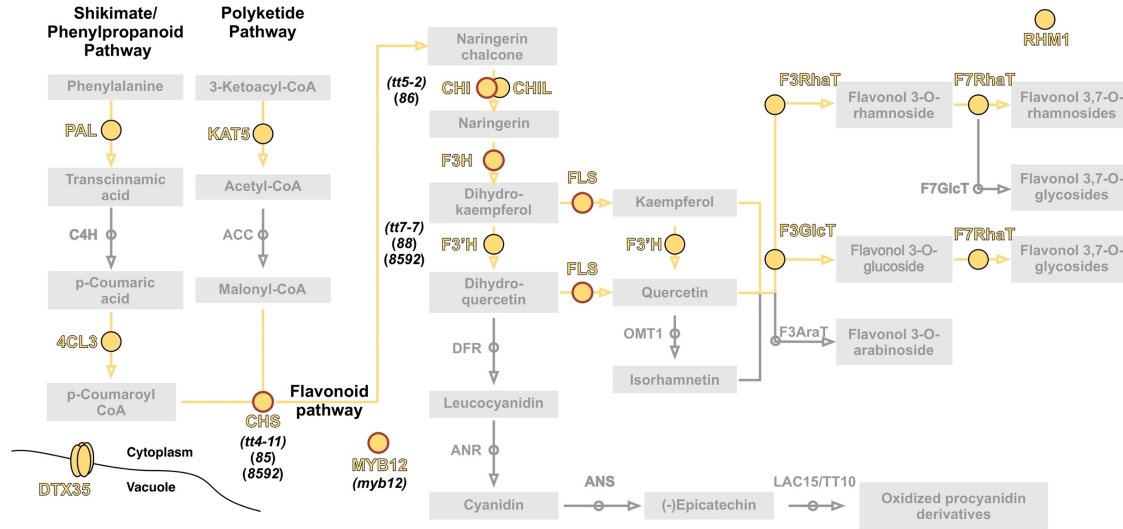 Shikimate/
Phenylpropanoid
Pathway
Polyketide
Pathway
RHM1
Phenylalanine
PAL
Transcinnamic
acid
C4H
p-Coumaric
acid
4CL3
p-Coumaroyl
CoA
3-Ketoacyl-CoA
KAT5
Acetyl-CoA
ACC
Malonyl-CoA
CHS
(tt4-11)
(85)
(8592)
Flavonoid
pathway
DTX35
Cytoplasm
Vacuole
MYB12
(myb12)
Naringerin
chalcone
(tt5-2)
(86)
CHI
CHIL
Naringerin
F3H
Dihydro-
kaempferol
(tt7-7)
(88)
(8592)
F3'H
Dihydro-
quercetin
DFR
Leucocyanidin
ANR
Cyanidin
ANS
(-)Epicatechin
LAC15/TT10
Oxidized procyanidin
derivatives
FLS
Kaempferol
F3'H
FLS
Quercetin
OMT1
Isorhamnetin
F3RhaT
Flavonol 3-O-
rhamnoside
F7RhaT
Flavonol 3,7-O-
rhamnosides
F7GlcT
Flavonol 3,7-O-
glycosides
F3GlcT
Flavonol 3-O-
glucoside
F7RhaT
Flavonol 3,7-O-
glycosides
F3AraT
Flavonol 3-O-
arabinoside